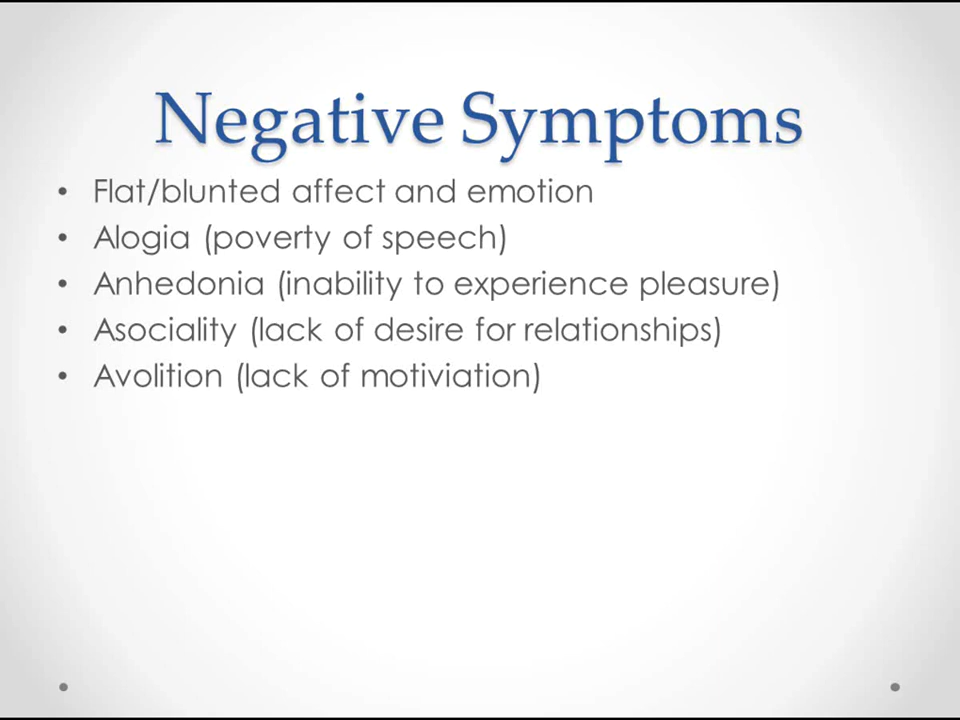 Negative Symptoms
• Flat/blunted affect and emotion
• Alogia (poverty of speech)
• Anhedonia (inability to experience pleasure)
• Asociality (lack of desire for relationships)
• Avolition (lack of motiviation)